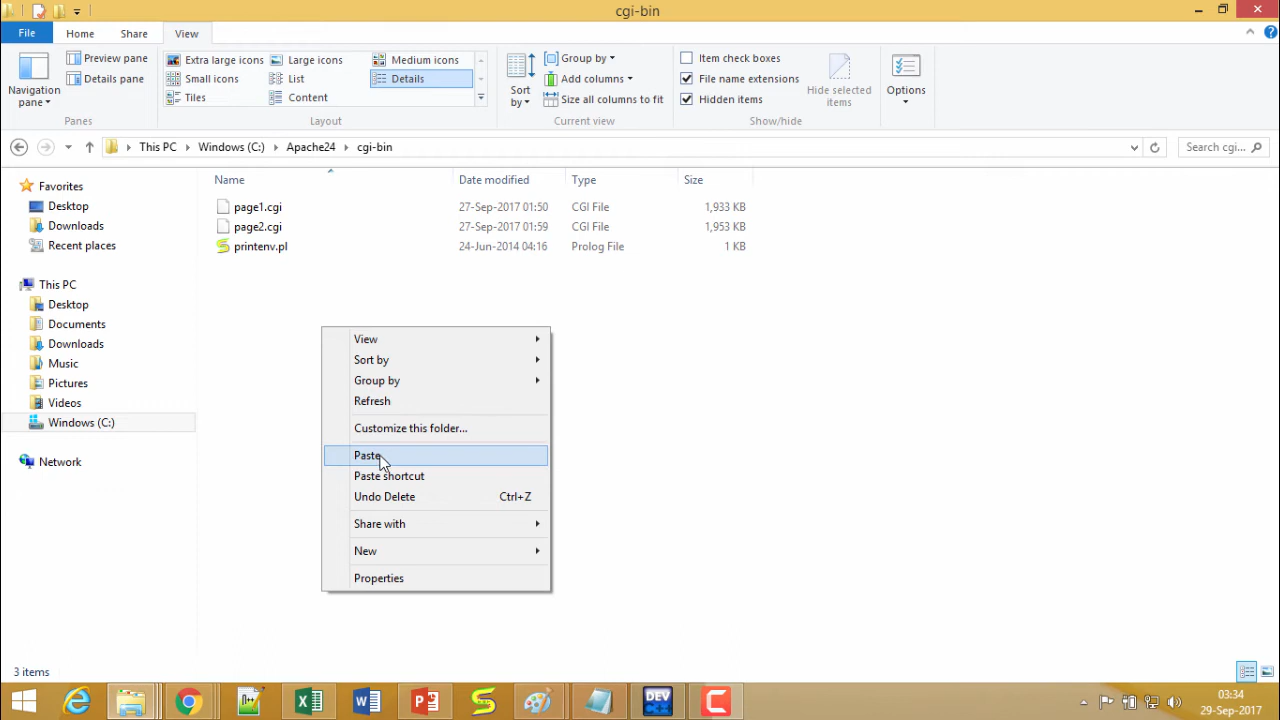 cgi-bin
File Home Share View
Navigation pane
Preview pane
Details pane
Panes
Extra large icons Large icons Medium icons
Small icons List Details
Tiles Content
Layout
Sort by
Group by
Add columns
Size all columns to fit
Current view
Item check boxes
File name extensions
Hidden items
Hide selected items
Show/hide
Options
This PC Windows (C:) Apache24 cgi-bin
Search cgi...
Favorites
Desktop
Downloads
Recent places
This PC
Desktop
Documents
Downloads
Music
Pictures
Videos
Windows (C:)
Network
Name Date modified Type Size
page1.cgi 27-Sep-2017 01:50 CGI File 1,933 KB
page2.cgi 27-Sep-2017 01:59 CGI File 1,953 KB
printenv.pl 24-Jun-2014 04:16 Prolog File 1 KB
View
Sort by
Group by
Refresh
Customize this folder...
Paste
Paste shortcut
Undo Delete Ctrl+Z
Share with
New
Properties
3 items
DEV
03:34
29-Sep-2017